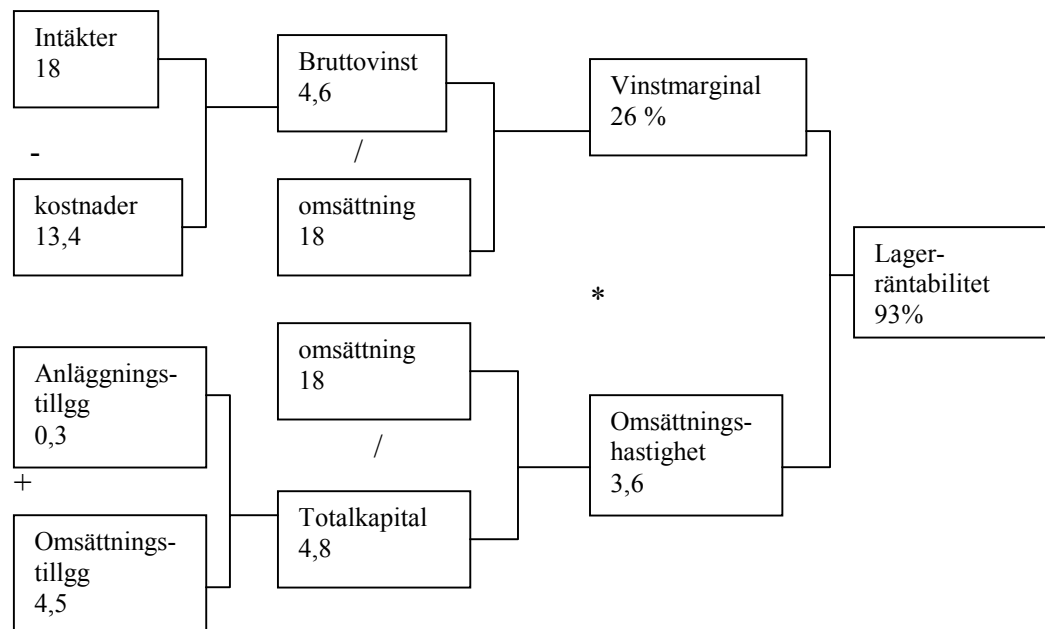 Intäkter
18
-
kostnader
13,4
Bruttovinst
4,6
/
omsättning
18
Vinstmarginal
26 %
*
Lager-
räntabilitet
93%
Anläggnings-
tillgg
0,3
+
Omsättnings-
tillgg
4,5
omsättning
18
/
Totalkapital
4,8
Omsättnings-
hastighet
3,6